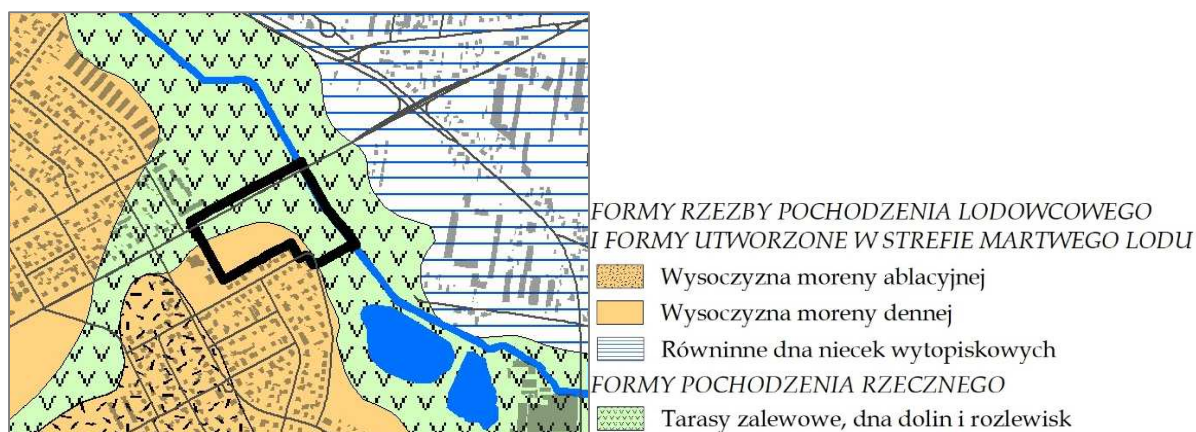 FORMY RZEZBY POCHODZENIA LODOWCOWEGO
I FORMY UTWORZONE W STREFIE MARTWEGO LODU
Wysoczyzna moreny ablacyjnej
Wysoczyzna moreny dennej
Równinne dna niecek wytopiskowych
FORMY POCHODZENIA RZECZNEGO
Tarasy zalewowe, dna dolin i rozlewisk